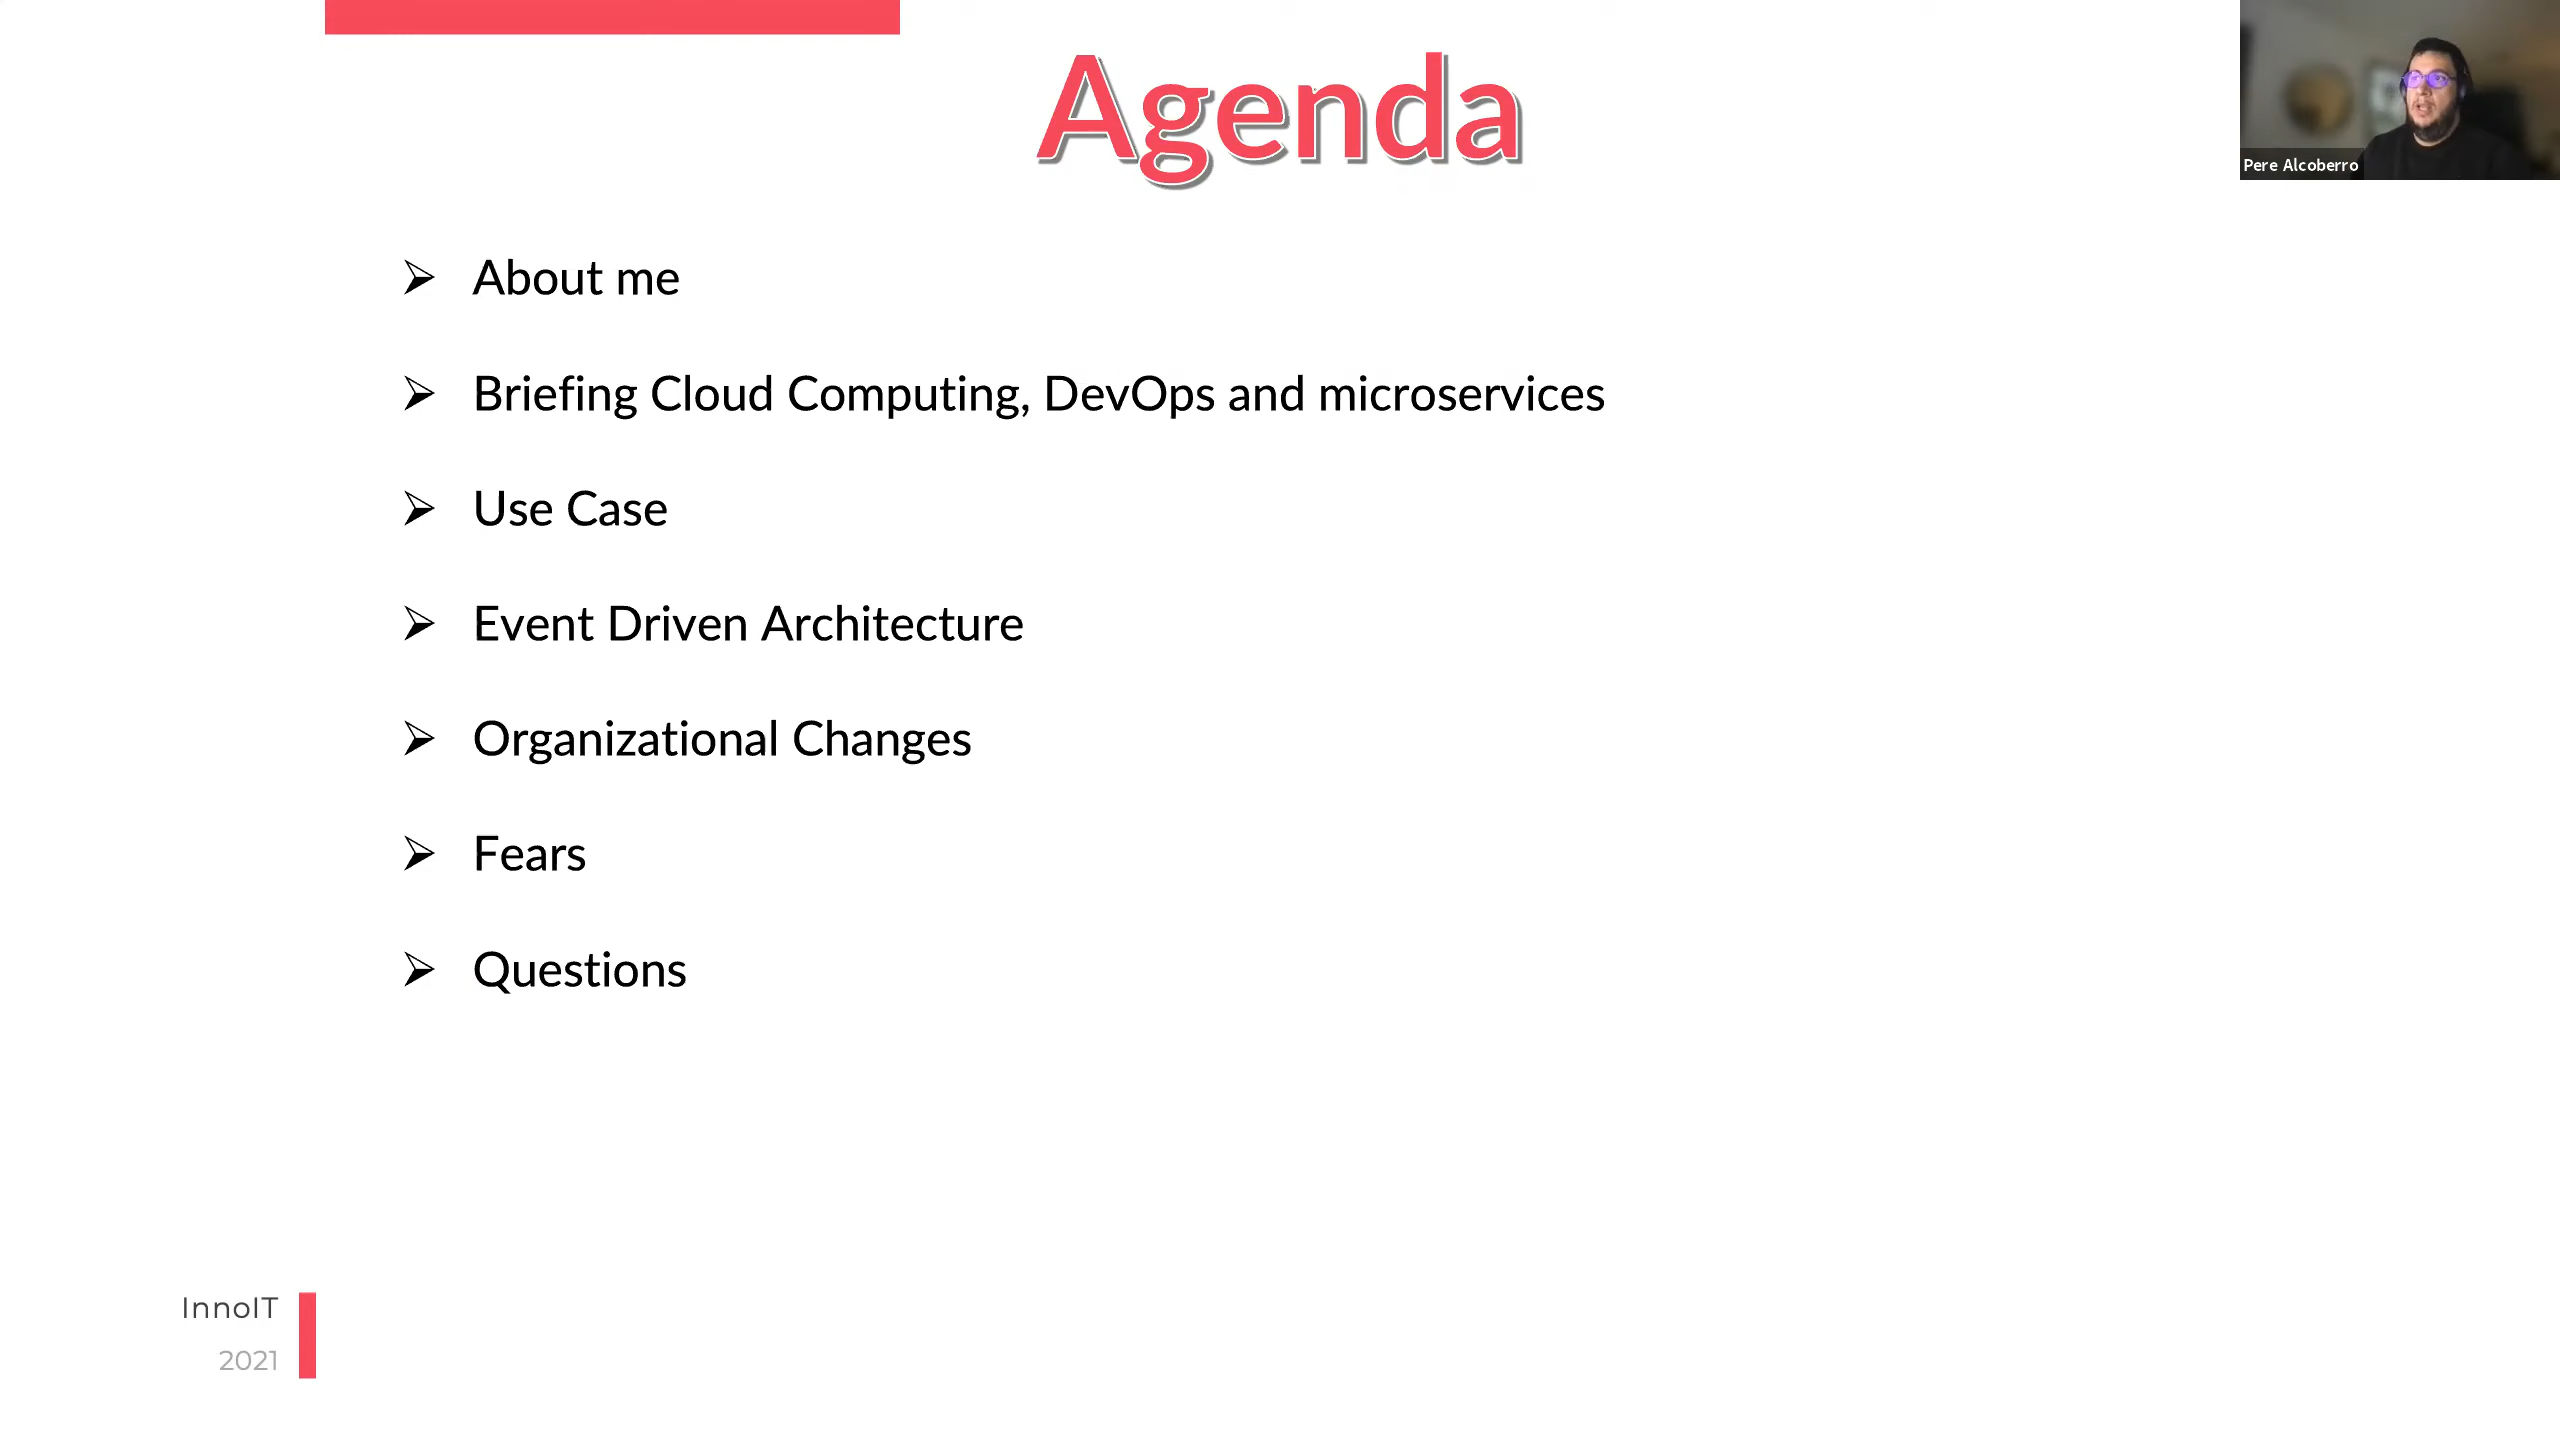 Agenda
Pere Alcoberro
About me
Briefing Cloud Computing, DevOps and microservices
Use Case
Event Driven Architecture
Organizational Changes
Fears
Questions
InnoIT
2021